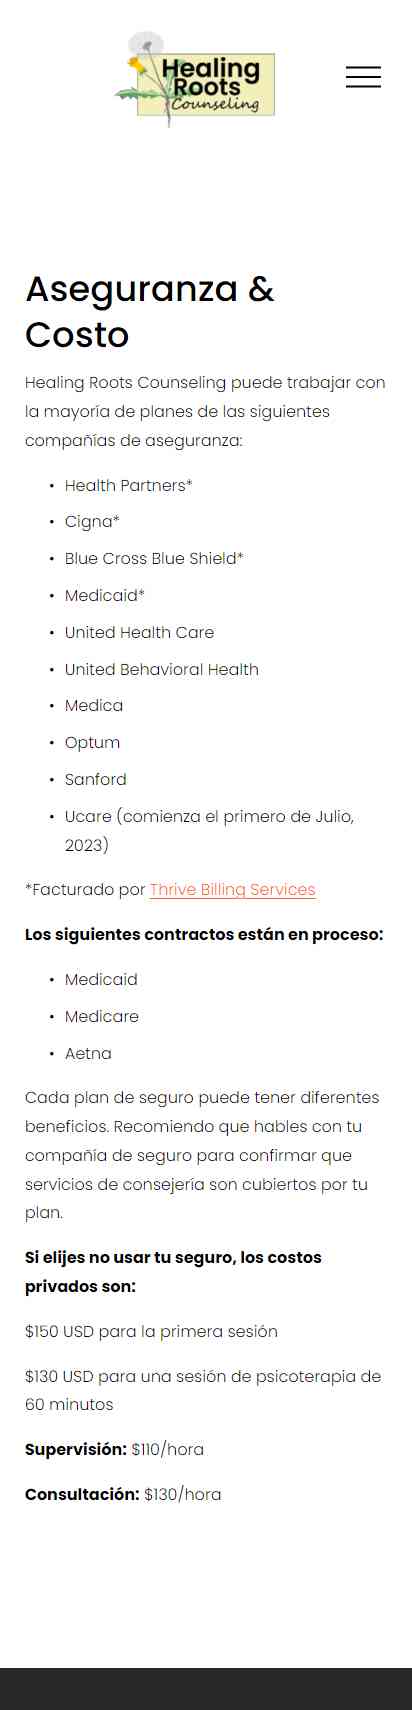 Healing
Roots
Counseling
Aseguranza &
Costo
Healing Roots Counseling puede trabajar con
la mayoría de planes de las siguientes
compañías de aseguranza:
• Health Partners*
• Cigna*
• Blue Cross Blue Shield*
• Medicaid*
• United Health Care
• United Behavioral Health
• Medica
• Optum
• Sanford
• Ucare (comienza el primero de Julio,
2023)
*Facturado por Thrive Billing Services
Los siguientes contractos están en proceso:
• Medicaid
• Medicare
• Aetna
Cada plan de seguro puede tener diferentes
beneficios. Recomiendo que hables con tu
compañía de seguro para confirmar que
servicios de consejería son cubiertos por tu
plan.
Si elijes no usar tu seguro, los costos
privados son:
$150 USD para la primera sesión
$130 USD para una sesión de psicoterapia de
60 minutos
Supervisión: $110/hora
Consultación: $130/hora